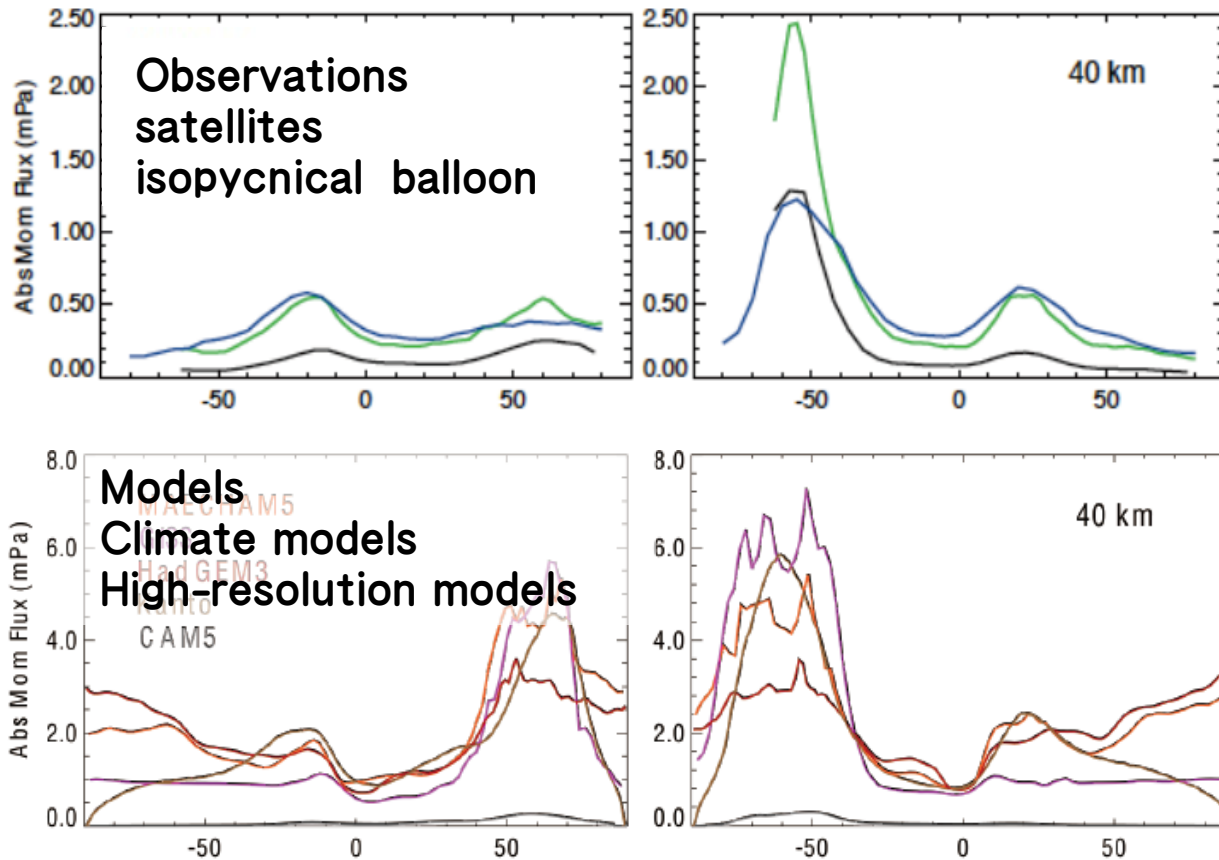 2.50
2.00
1.50
1.00
0.50
0.00
-50 0 50
Abs Mom Flux (mPa)
Observations
satellites
isopycnical balloon
2.50
2.00
1.50
1.00
0.50
0.00
-50 0 50
40 km
8.0
6.0
4.0
2.0
0.0
-50 0 50
Abs Mom Flux (mPa)
Models
MAECHAM5
Climate models
HadGEM3
High-resolution models
CAM5
8.0
6.0
4.0
2.0
0.0
-50 0 50
40 km